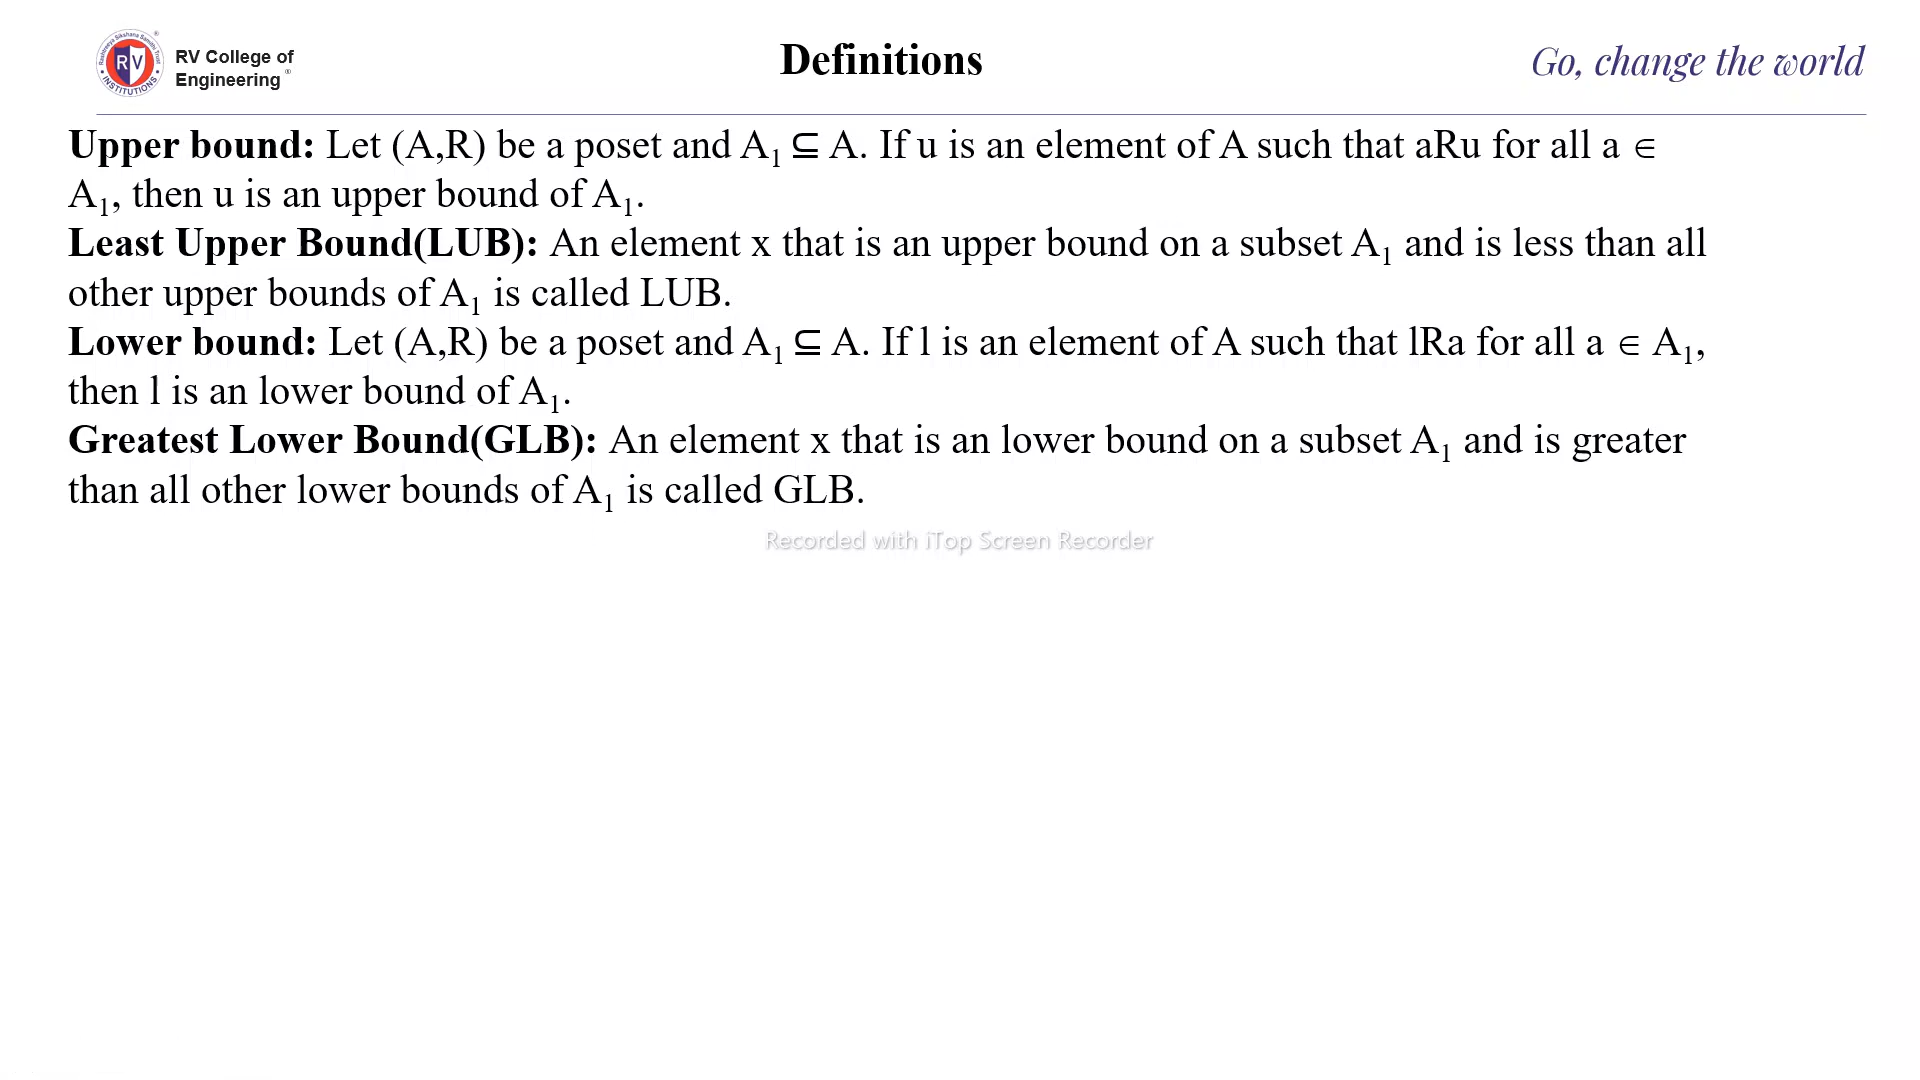 RV College of
Engineering ®
Definitions
Go, change the world
Upper bound: Let (A,R) be a poset and A₁ ⊆ A. If u is an element of A such that aRu for all a ∈
A₁, then u is an upper bound of A₁.
Least Upper Bound(LUB): An element x that is an upper bound on a subset A₁ and is less than all
other upper bounds of A₁ is called LUB.
Lower bound: Let (A,R) be a poset and A₁ ⊆ A. If l is an element of A such that lRa for all a ∈ A₁,
then l is an lower bound of A₁.
Greatest Lower Bound(GLB): An element x that is an lower bound on a subset A₁ and is greater
than all other lower bounds of A₁ is called GLB.
Recorded with iTop Screen Recorder
RV
INSTITUTIONS